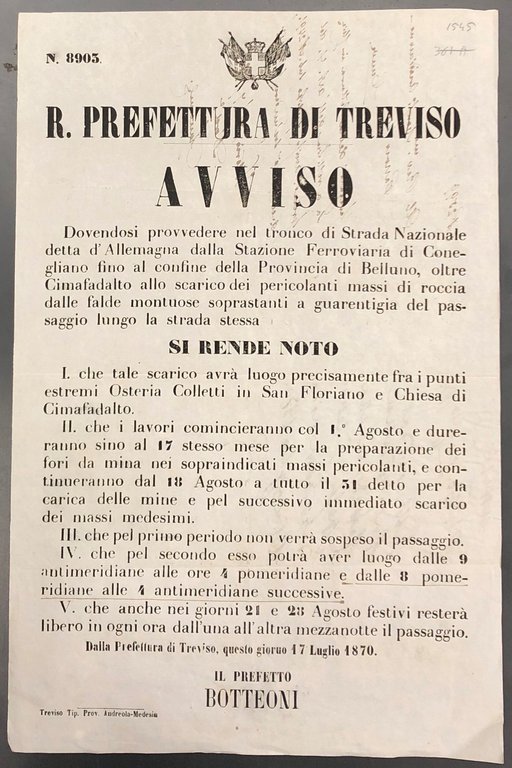 1545
361 A
N. 8903.
R. PREFETTURA DI TREVISO
AVVISO
Dovendosi provvedere nel tronco di Strada Nazionale
detta d'Allemagna dalla Stazione Ferroviaria di Cone-
gliano fino al confine della Provincia di Belluno, oltre
Cimafadalto allo scarico dei pericolanti massi di roccia
dalle falde montuose soprastanti a guarentigia del pas-
saggio lungo la strada stessa
SI RENDE NOTO
I. che tale scarico avrà luogo precisamente fra i punti
estremi Osteria Colletti in San Floriano e Chiesa di
Cimafadalto.
II. che i lavori comincieranno col 1.° Agosto e dure-
ranno sino al 17 stesso mese per la preparazione dei
fori da mina nei sopraindicati massi pericolanti, e con-
tinueranno dal 18 Agosto a tutto il 31 detto per la
carica delle mine e pel successivo immediato scarico
dei massi medesimi.
III. che pel primo periodo non verrà sospeso il passaggio.
IV. che pel secondo esso potrà aver luogo dalle 9
antimeridiane alle ore 4 pomeridiane e dalle 8 pome-
ridiane alle 4 antimeridiane successive.
V. che anche nei giorni 21 e 28 Agosto festivi resterà
libero in ogni ora dall'una all'altra mezzanotte il passaggio.
Dalla Prefettura di Treviso, questo giorno 17 Luglio 1870.
IL PREFETTO
BOTTEONI
Treviso Tip. Prov. Andreola-Medesin